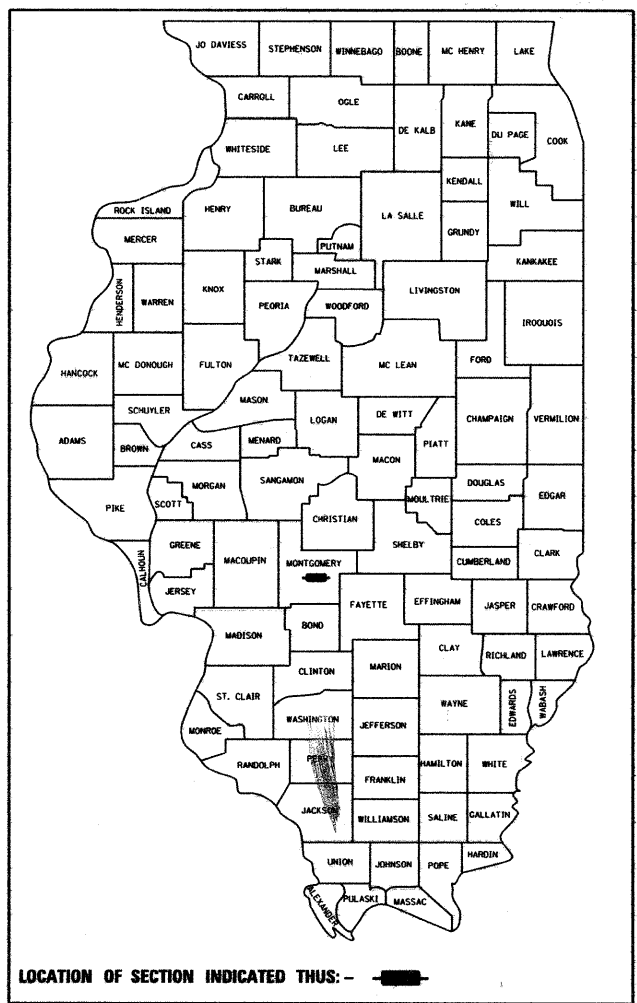 JO DAVIESS STEPHENSON WINNEBAGO BOONE MC HENRY LAKE
CARROLL OGLE DE KALB KANE DU PAGE COOK
WHITESIDE LEE
KENDALL WILL
ROCK ISLAND HENRY BUREAU LA SALLE GRUNDY
MERCER PUTNAM
STARK MARSHALL KANKAKEE
HENDERSON WARREN KNOX PEORIA WOODFORD LIVINGSTON IROQUOIS
HANCOCK MC DONOUGH FULTON TAZEWELL MC LEAN FORD
MASON
SCHUYLER LOGAN DE WITT CHAMPAIGN VERMILION
ADAMS BROWN CASS MENARD MACON PIATT
PIKE SCOTT MORGAN SANGAMON MOULTRIE DOUGLAS EDGAR
CHRISTIAN COLES
CALHOUN GREENE MACOUPIN MONTGOMERY SHELBY CUMBERLAND CLARK
JERSEY FAYETTE EFFINGHAM JASPER CRAWFORD
MADISON BOND
CLAY RICHLAND LAWRENCE
CLINTON MARION
ST. CLAIR WAYNE EDWARDS WABASH
MONROE WASHINGTON JEFFERSON
RANDOLPH PERRY HAMILTON WHITE
FRANKLIN
JACKSON WILLIAMSON SALINE GALLATIN
UNION JOHNSON POPE HARDIN
ALEXANDER PULASKI MASSAC
LOCATION OF SECTION INDICATED THUS:-